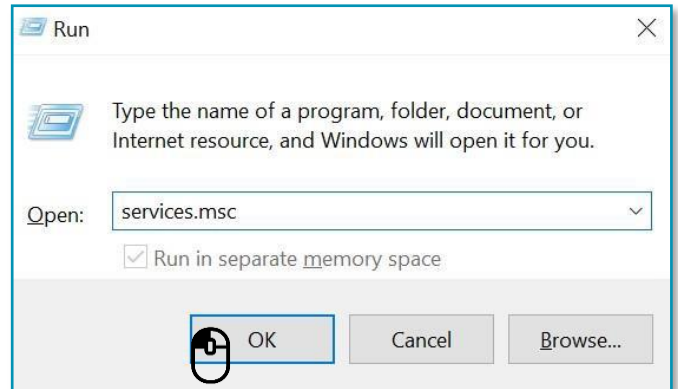 Run
Type the name of a program, folder, document, or
Internet resource, and Windows will open it for you.
Open: services.msc
Run in separate memory space
OK Cancel Browse...